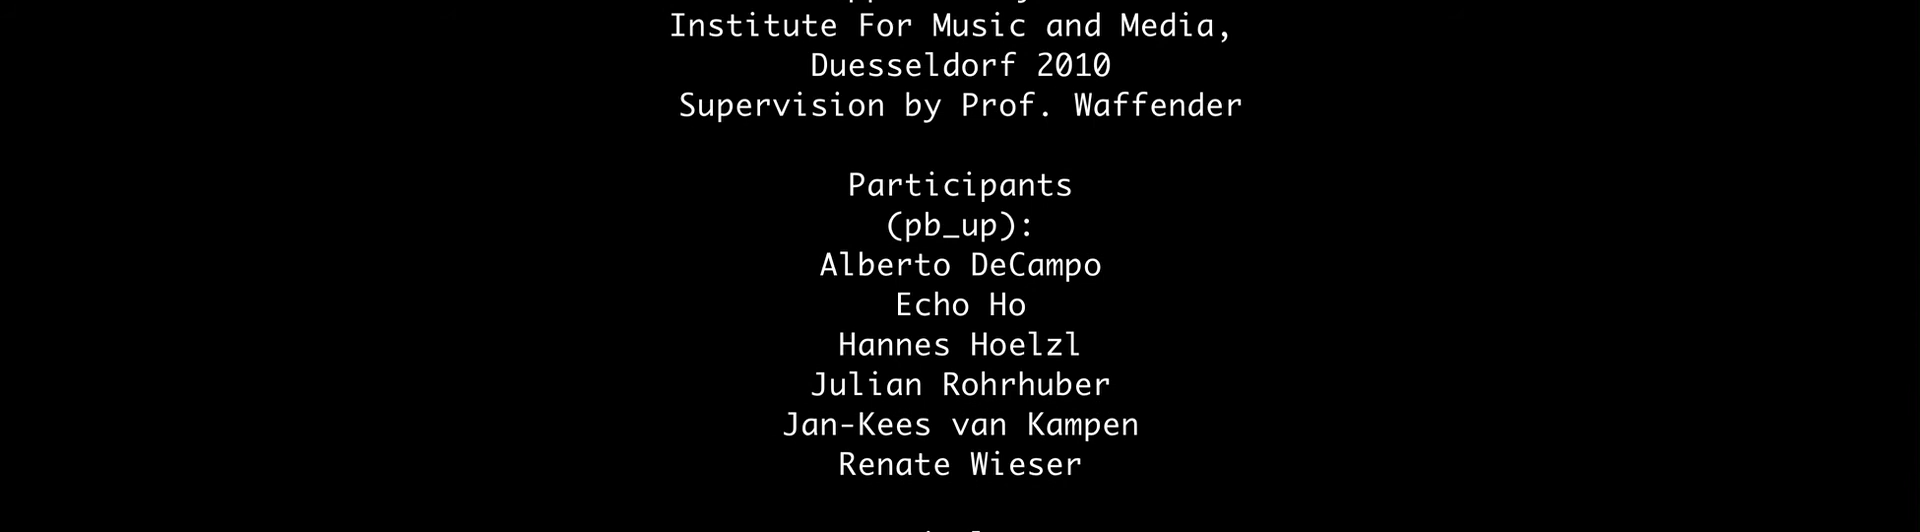 Institute For Music and Media,
Duesseldorf 2010
Supervision by Prof. Waffender
Participants
(pb_up):
Alberto DeCampo
Echo Ho
Hannes Hoelzl
Julian Rohrhuber
Jan-Kees van Kampen
Renate Wieser